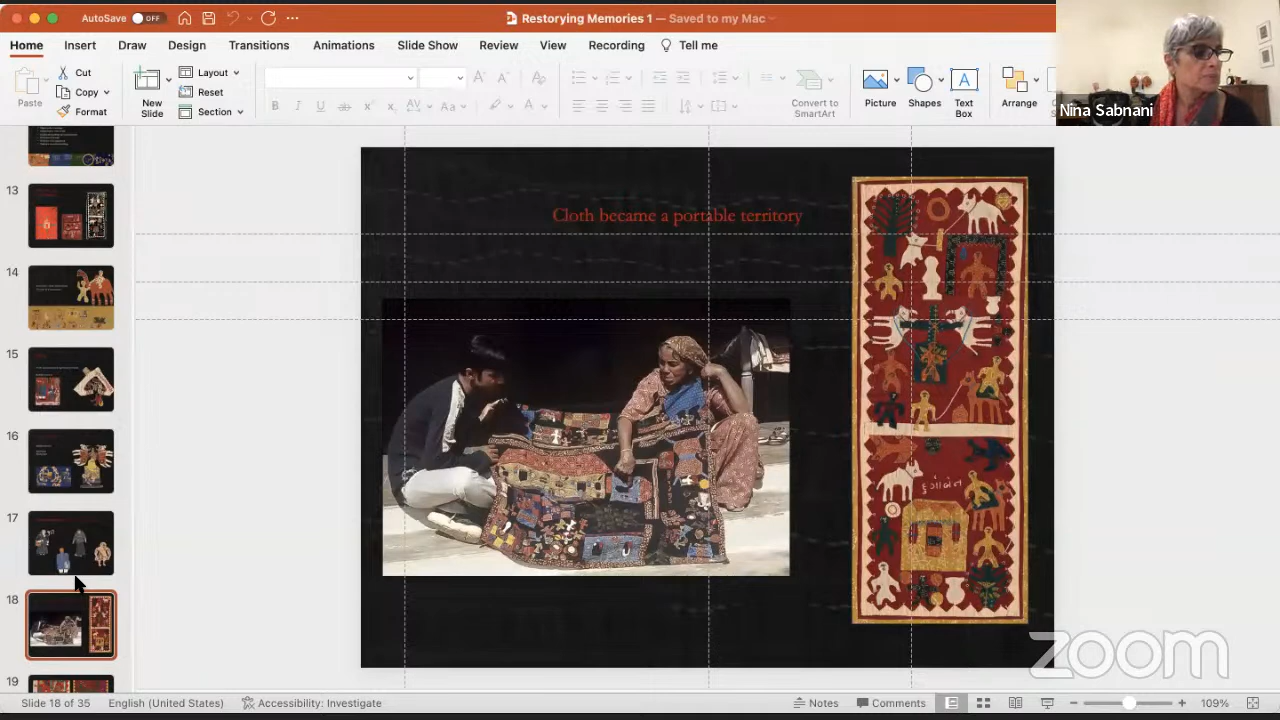 AutoSave OFF
Restorying Memories 1 — Saved to my Mac
Home Insert Draw Design Transitions Animations Slide Show Review View Recording Tell me
Paste
Cut
Copy
Format
New Slide
Layout
Reset
Section
Convert to SmartArt
Picture
Shapes
Text Box
Arrange
Nina Sabnani
13
14
15
16
17
18
19
Cloth became a portable territory
zoom
Slide 18 of 35
English (United States)
Accessibility: Investigate
Notes
Comments
109%